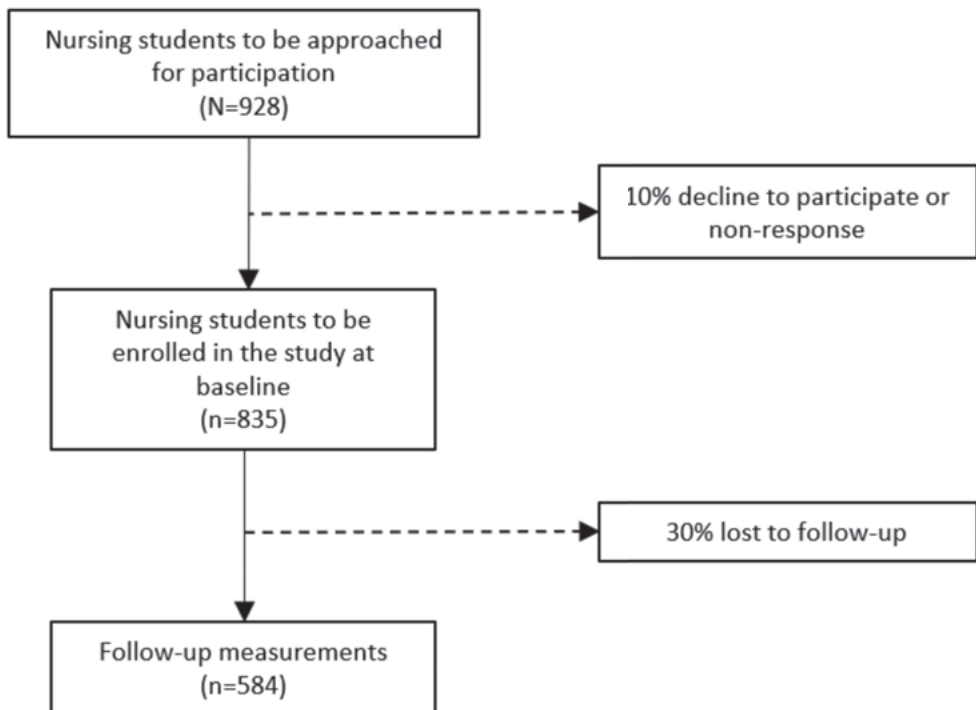 Nursing students to be approached
for participation
(N=928)
10% decline to participate or
non-response
Nursing students to be
enrolled in the study at
baseline
(n=835)
30% lost to follow-up
Follow-up measurements
(n=584)